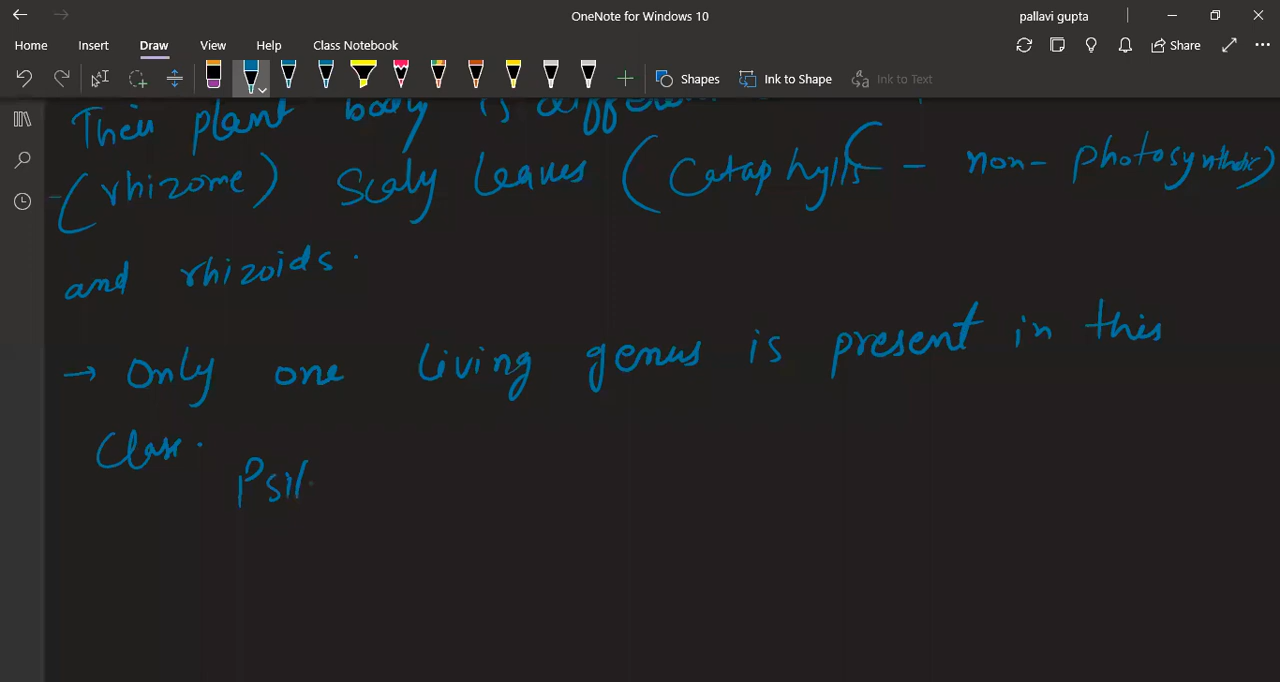 OneNote for Windows 10
pallavi gupta
Home Insert Draw View Help Class Notebook
Share
Shapes Ink to Shape Ink to Text
Their plant body is different
(rhizome) Scaly leaves (Cataphylls - non-photosynthetic)
and rhizoids.
→ Only one living genus is present in this
Class.
Psil